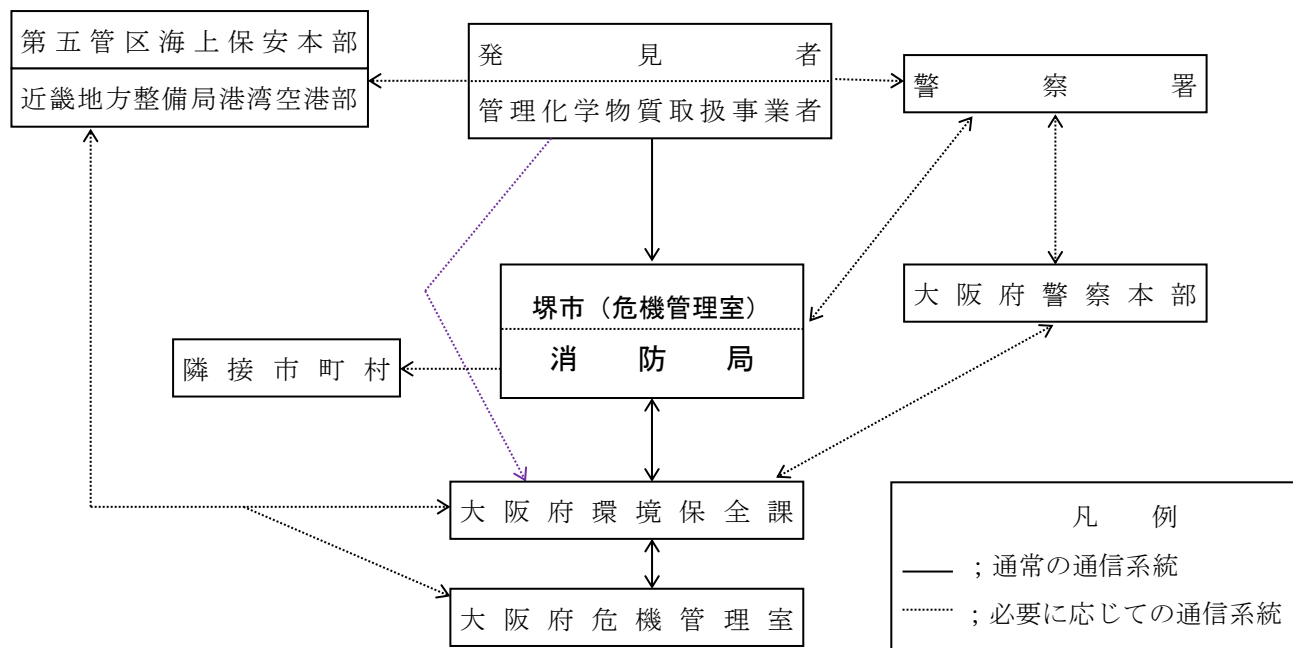 第五管区海上保安本部
近畿地方整備局港湾空港部
発見者
管理化学物質取扱事業者
警察署
堺市（危機管理室）
消防局
大阪府警察本部
隣接市町村
大阪府環境保全課
大阪府危機管理室
凡例
；通常の通信系統
；必要に応じての通信系統